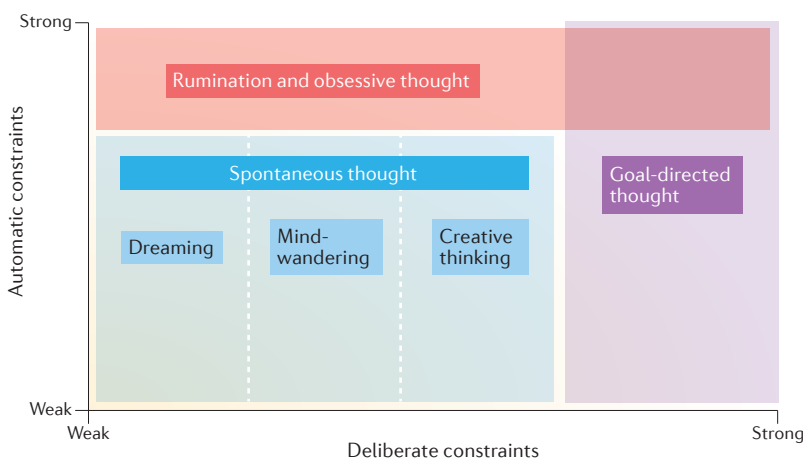 Strong
Automatic constraints
Rumination and obsessive thought
Spontaneous thought
Goal-directed
thought
Dreaming
Mind-
wandering
Creative
thinking
Weak
Weak
Strong
Deliberate constraints